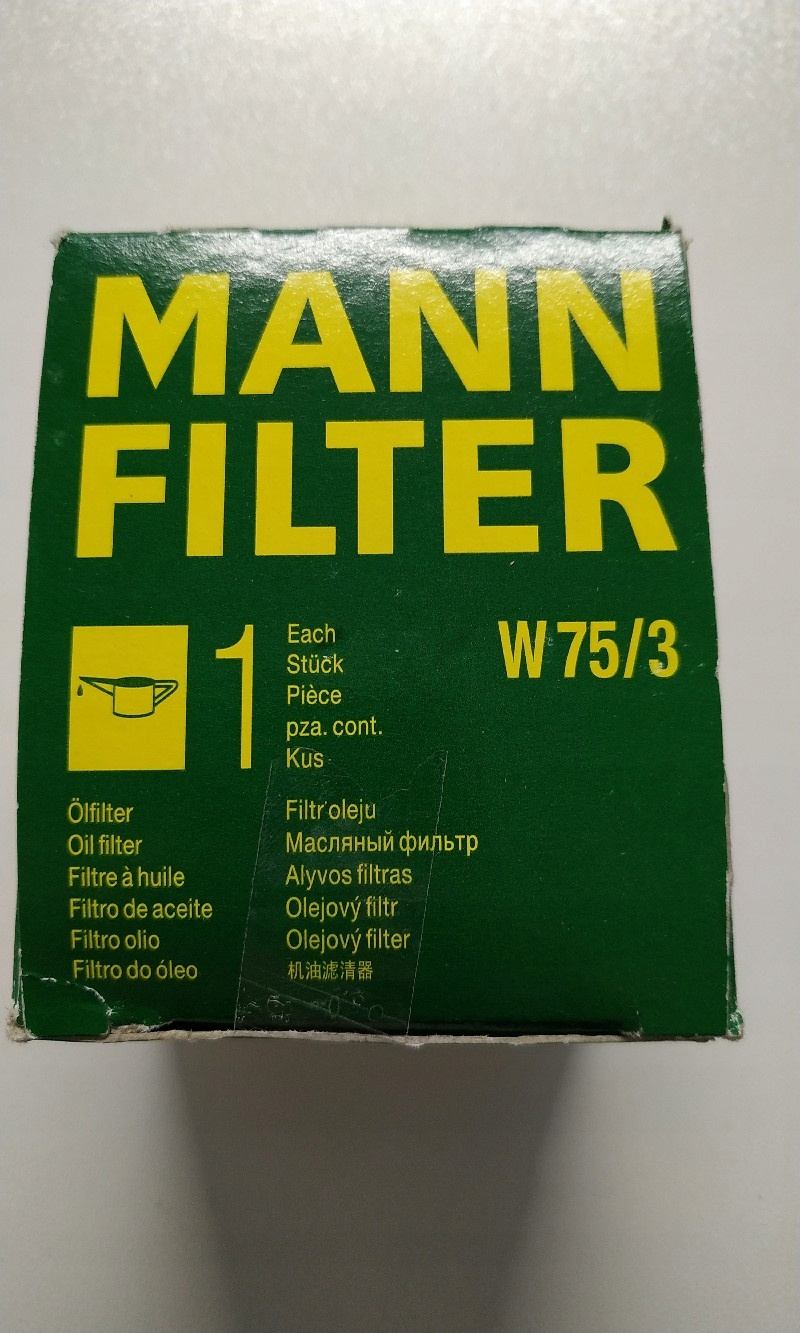 MANN
FILTER
1
Each
Stück
Pièce
pza. cont.
Kus
W 75/3
Ölfilter
Oil filter
Filtre à huile
Filtro de aceite
Filtro olio
Filtro do óleo
Filtr oleju
Масляный фильтр
Alyvos filtras
Olejový filtr
Olejový filter
机油滤清器